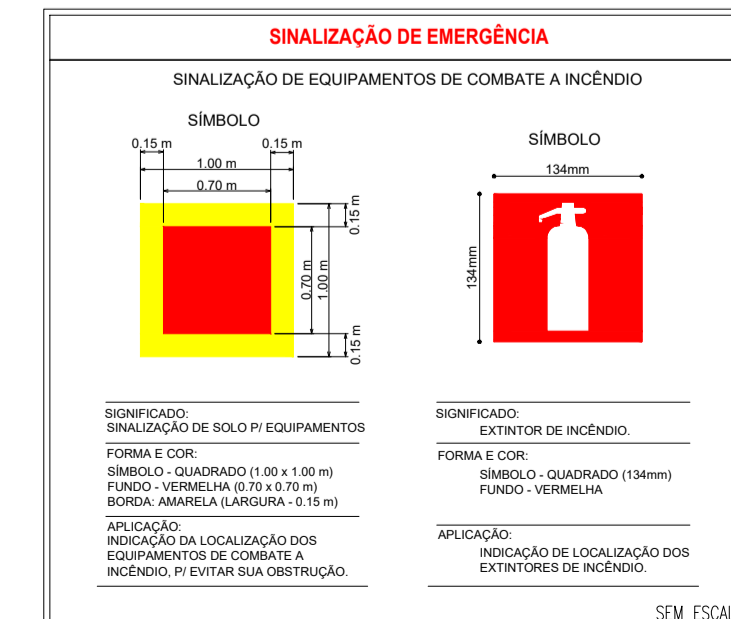 SINALIZAÇÃO DE EMERGÊNCIA
SINALIZAÇÃO DE EQUIPAMENTOS DE COMBATE A INCÊNDIO
SÍMBOLO
0.15 m
0.15 m
1.00 m
0.70 m
0.15 m
0.70 m
1.00 m
0.15 m
SIGNIFICADO:
SINALIZAÇÃO DE SOLO P/ EQUIPAMENTOS
FORMA E COR:
SÍMBOLO - QUADRADO (1.00 x 1.00 m)
FUNDO - VERMELHA (0.70 x 0.70 m)
BORDA: AMARELA (LARGURA - 0.15 m)
APLICAÇÃO:
INDICAÇÃO DA LOCALIZAÇÃO DOS
EQUIPAMENTOS DE COMBATE A
INCÊNDIO, P/ EVITAR SUA OBSTRUÇÃO.
SÍMBOLO
134mm
134mm
SIGNIFICADO:
EXTINTOR DE INCÊNDIO.
FORMA E COR:
SÍMBOLO - QUADRADO (134mm)
FUNDO - VERMELHA
APLICAÇÃO:
INDICAÇÃO DE LOCALIZAÇÃO DOS
EXTINTORES DE INCÊNDIO.
SEM ESCAL